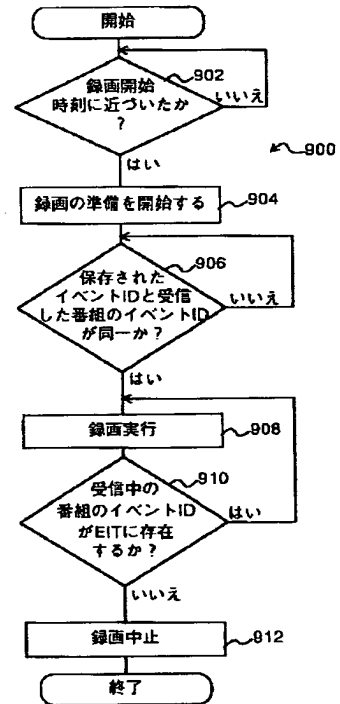 開始
902
録画開始
時刻に近づいたか
？
いいえ
900
はい
録画の準備を開始する
904
906
保存された
イベントIDと受信
した番組のイベントID
が同一か？
いいえ
はい
録画実行
908
910
受信中の
番組のイベントID
がEITに存在
するか？
はい
いいえ
録画中止
912
終了